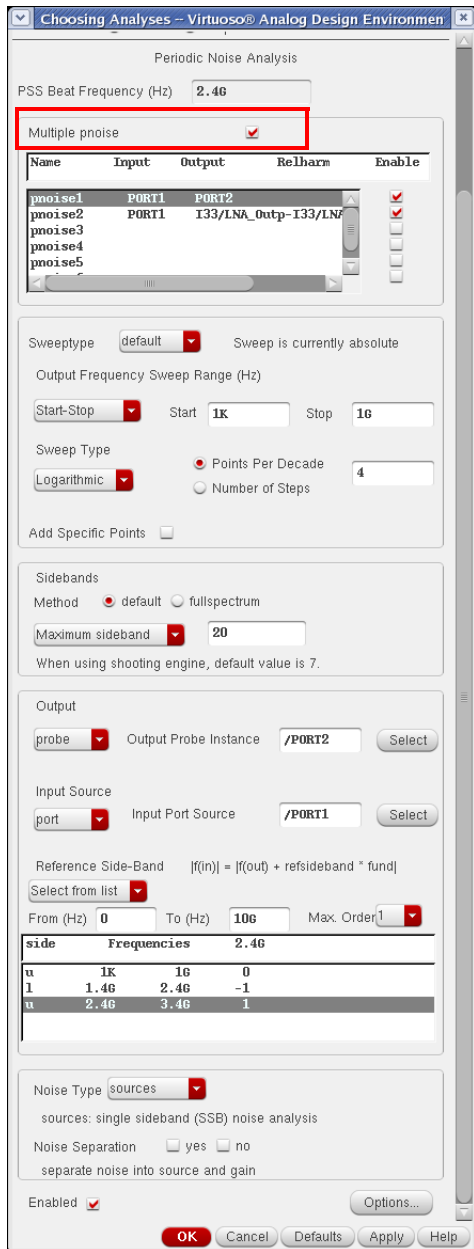 Choosing Analyses -- Virtuoso® Analog Design Environmen
Periodic Noise Analysis
PSS Beat Frequency (Hz) 2.4G
Multiple pnoise
Name Input Output Relharm Enable
pnoise1 PORT1 PORT2
pnoise2 PORT1 I33/LNA_Outp-I33/LNA
pnoise3
pnoise4
pnoise5
Sweeptype default Sweep is currently absolute
Output Frequency Sweep Range (Hz)
Start-Stop Start 1K Stop 1G
Sweep Type
Logarithmic Points Per Decade 4
Number of Steps
Add Specific Points
Sidebands
Method default fullspectrum
Maximum sideband 20
When using shooting engine, default value is 7.
Output
probe Output Probe Instance /PORT2 Select
Input Source
port Input Port Source /PORT1 Select
Reference Side-Band |f(in)| = |f(out) + refsideband * fund|
Select from list
From (Hz) 0 To (Hz) 10G Max. Order 1
side Frequencies 2.4G
u 1K 1G 0
l 1.4G 2.4G -1
u 2.4G 3.4G 1
Noise Type sources
sources: single sideband (SSB) noise analysis
Noise Separation yes no
separate noise into source and gain
Enabled Options...
OK Cancel Defaults Apply Help